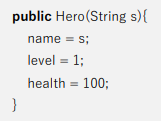 public Hero(String s){
name = s;
level = 1;
health = 100;
}